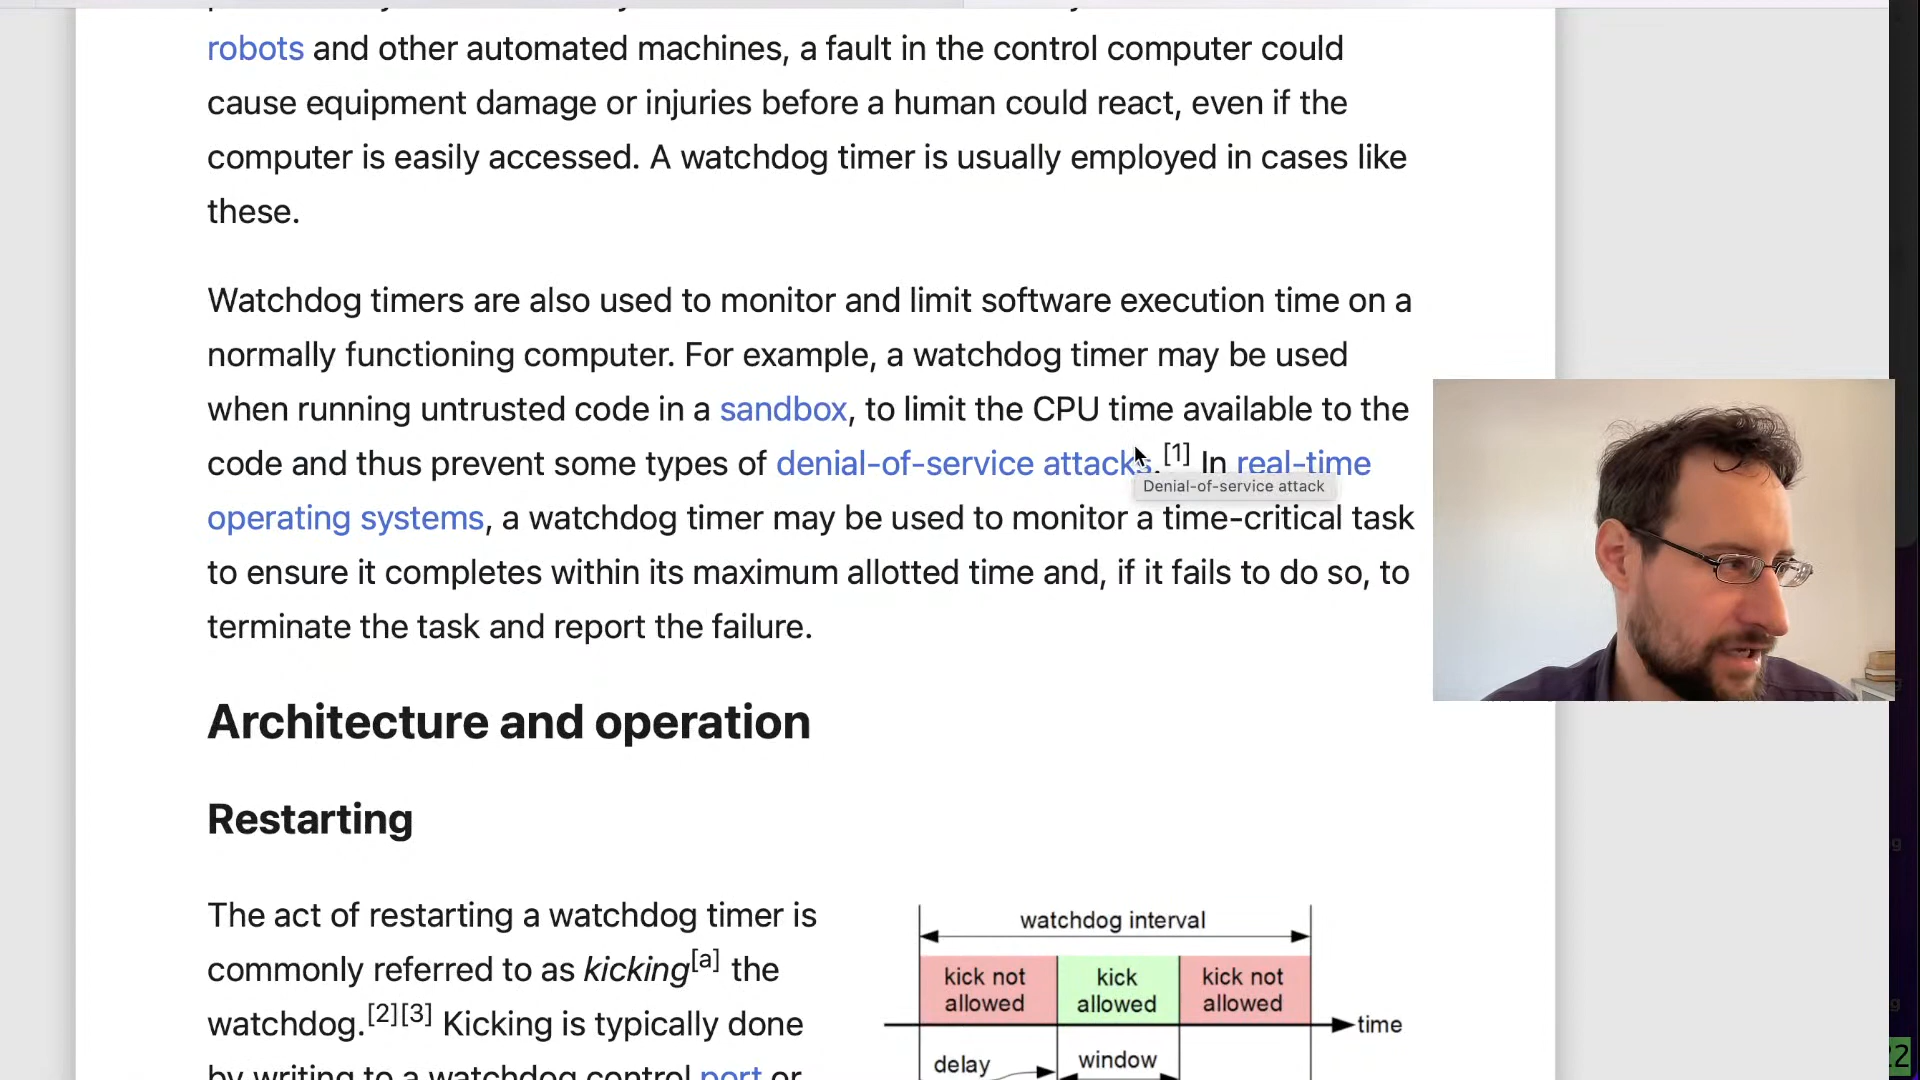 robots and other automated machines, a fault in the control computer could
cause equipment damage or injuries before a human could react, even if the
computer is easily accessed. A watchdog timer is usually employed in cases like
these.
Watchdog timers are also used to monitor and limit software execution time on a
normally functioning computer. For example, a watchdog timer may be used
when running untrusted code in a sandbox, to limit the CPU time available to the
code and thus prevent some types of denial-of-service attacks.[1] In real-time
Denial-of-service attack
operating systems, a watchdog timer may be used to monitor a time-critical task
to ensure it completes within its maximum allotted time and, if it fails to do so, to
terminate the task and report the failure.
Architecture and operation
Restarting
The act of restarting a watchdog timer is
commonly referred to as kicking[a] the
watchdog.[2][3] Kicking is typically done
by writing to a watchdog control port or
watchdog interval
kick not
allowed
kick
allowed
kick not
allowed
time
delay
window
22